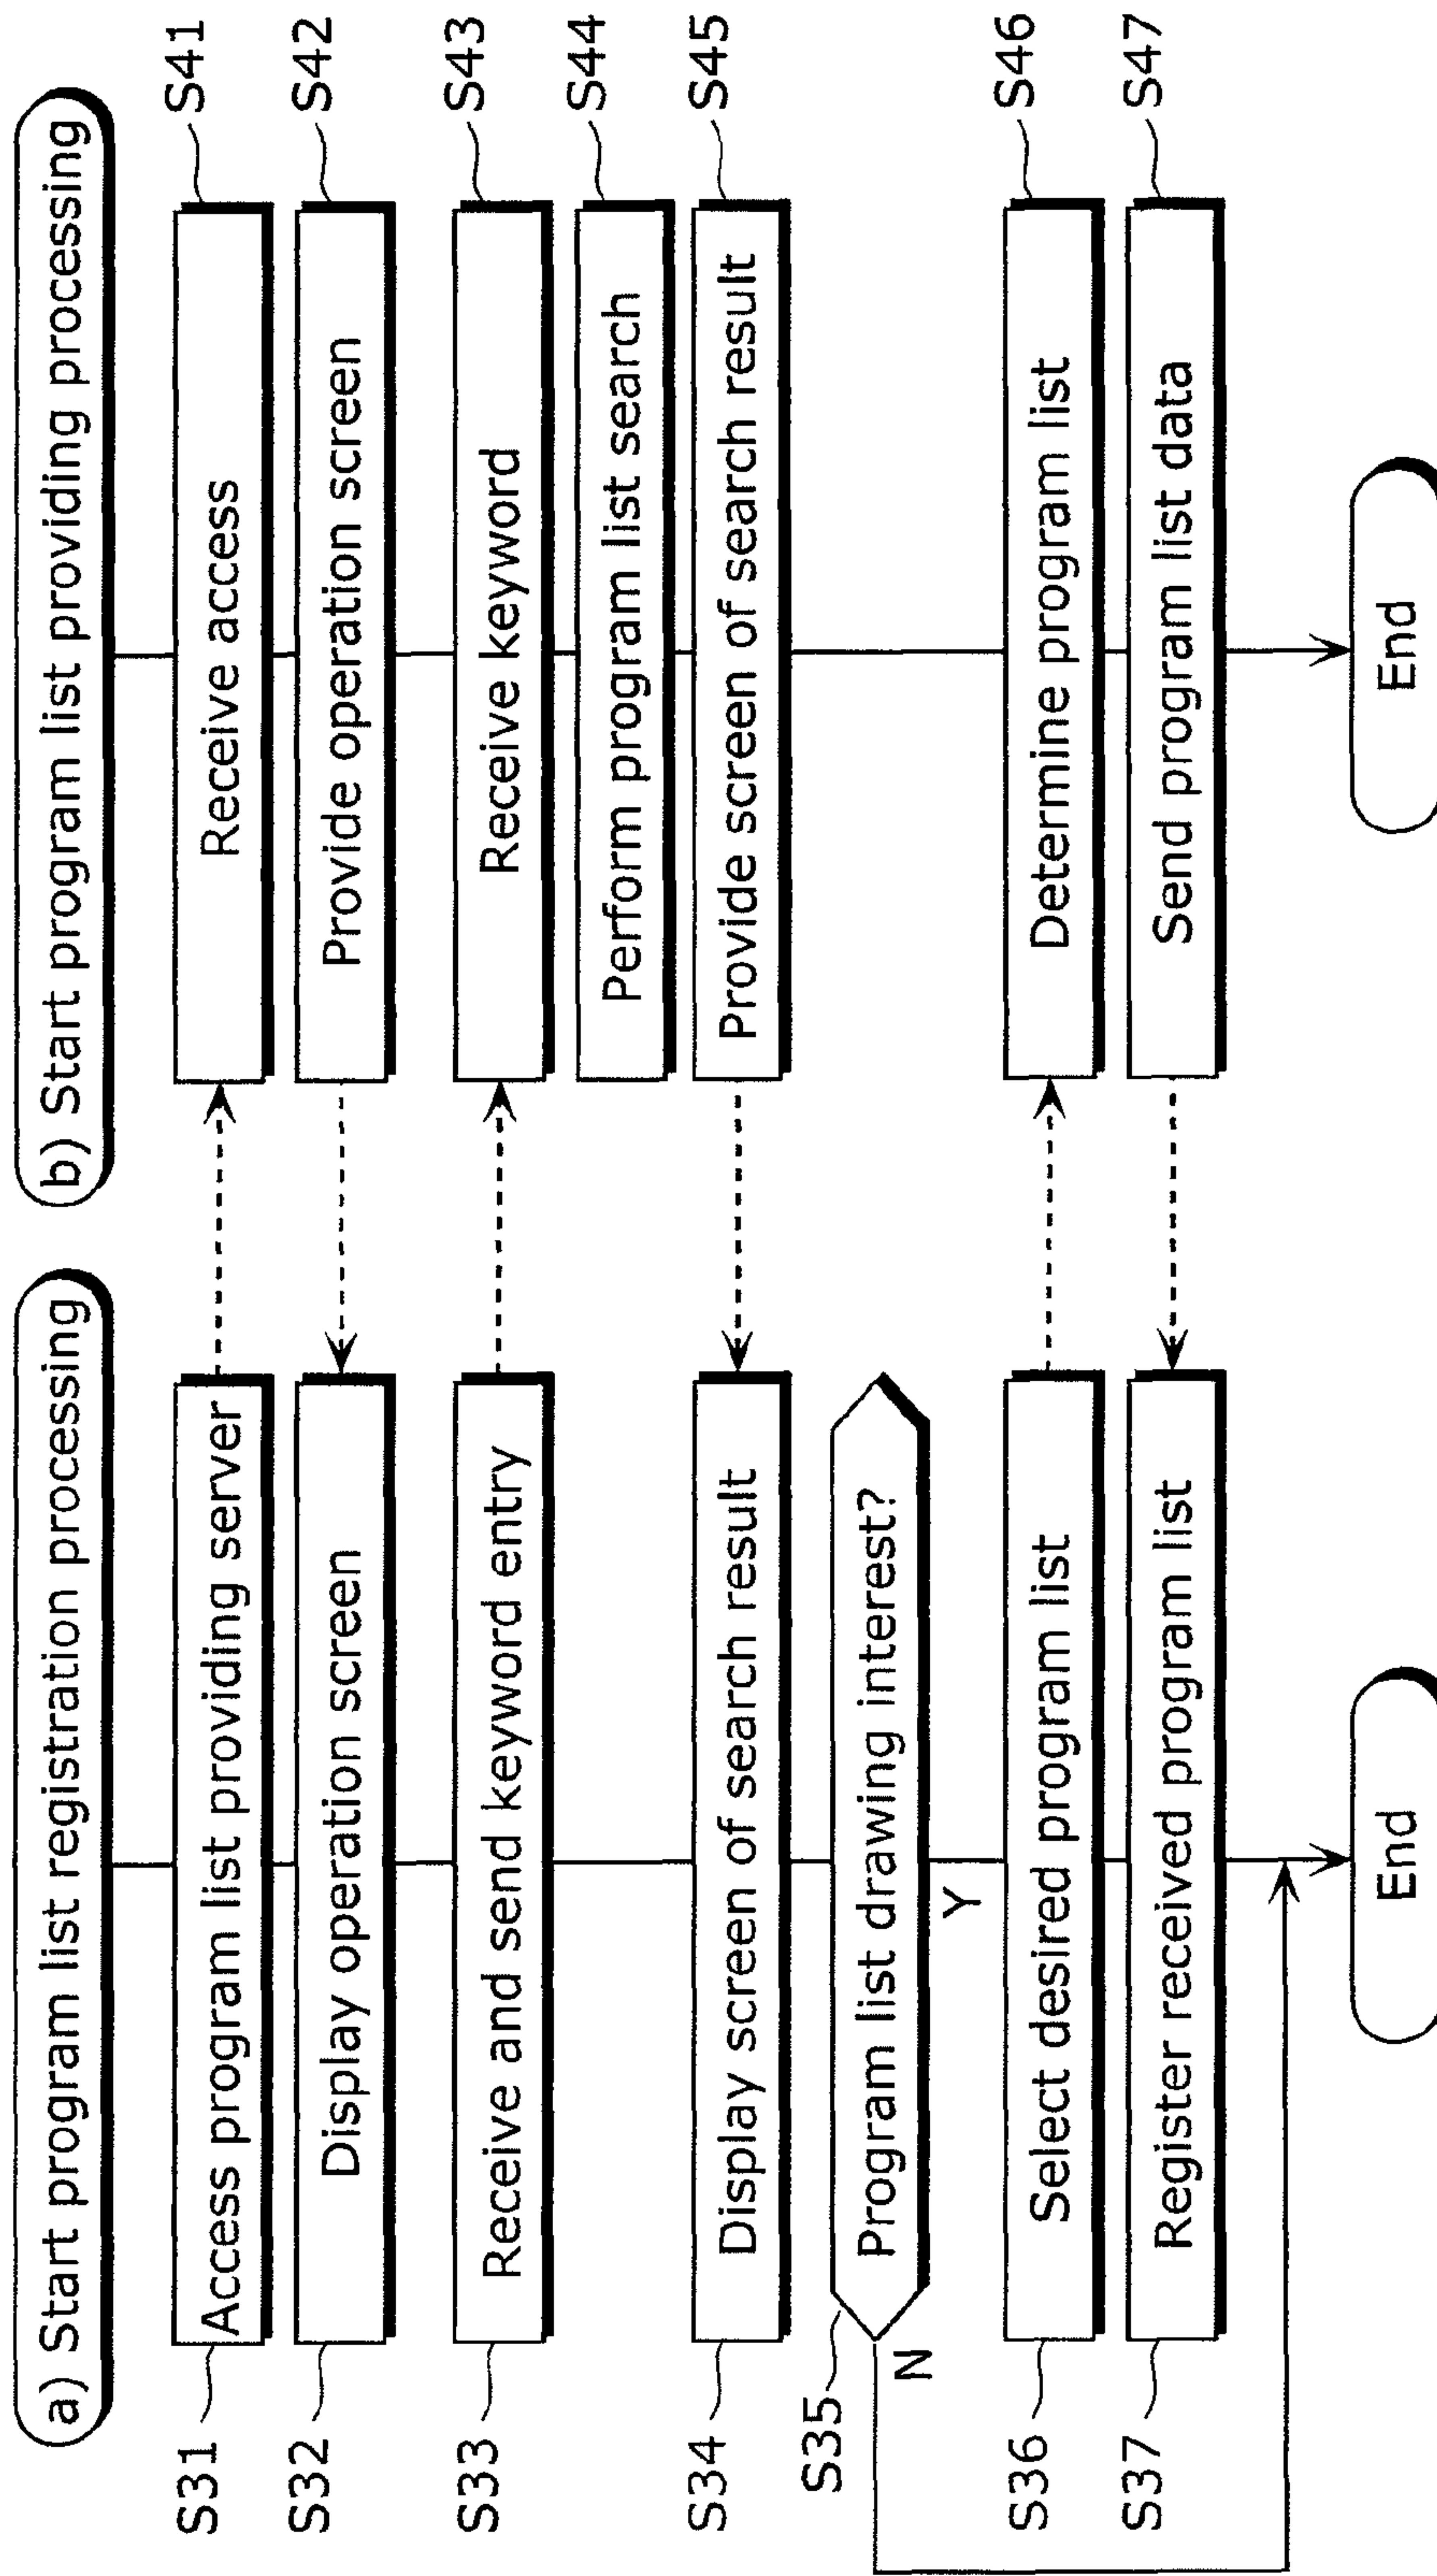 a) Start program list registration processing
S31
Access program list providing server
S32
Display operation screen
S33
Receive and send keyword entry
S34
Display screen of search result
S35
Program list drawing interest?
N
Y
S36
Select desired program list
S37
Register received program list
End
b) Start program list providing processing
Receive access
S41
Provide operation screen
S42
Receive keyword
S43
Perform program list search
S44
Provide screen of search result
S45
Determine program list
S46
Send program list data
S47
End